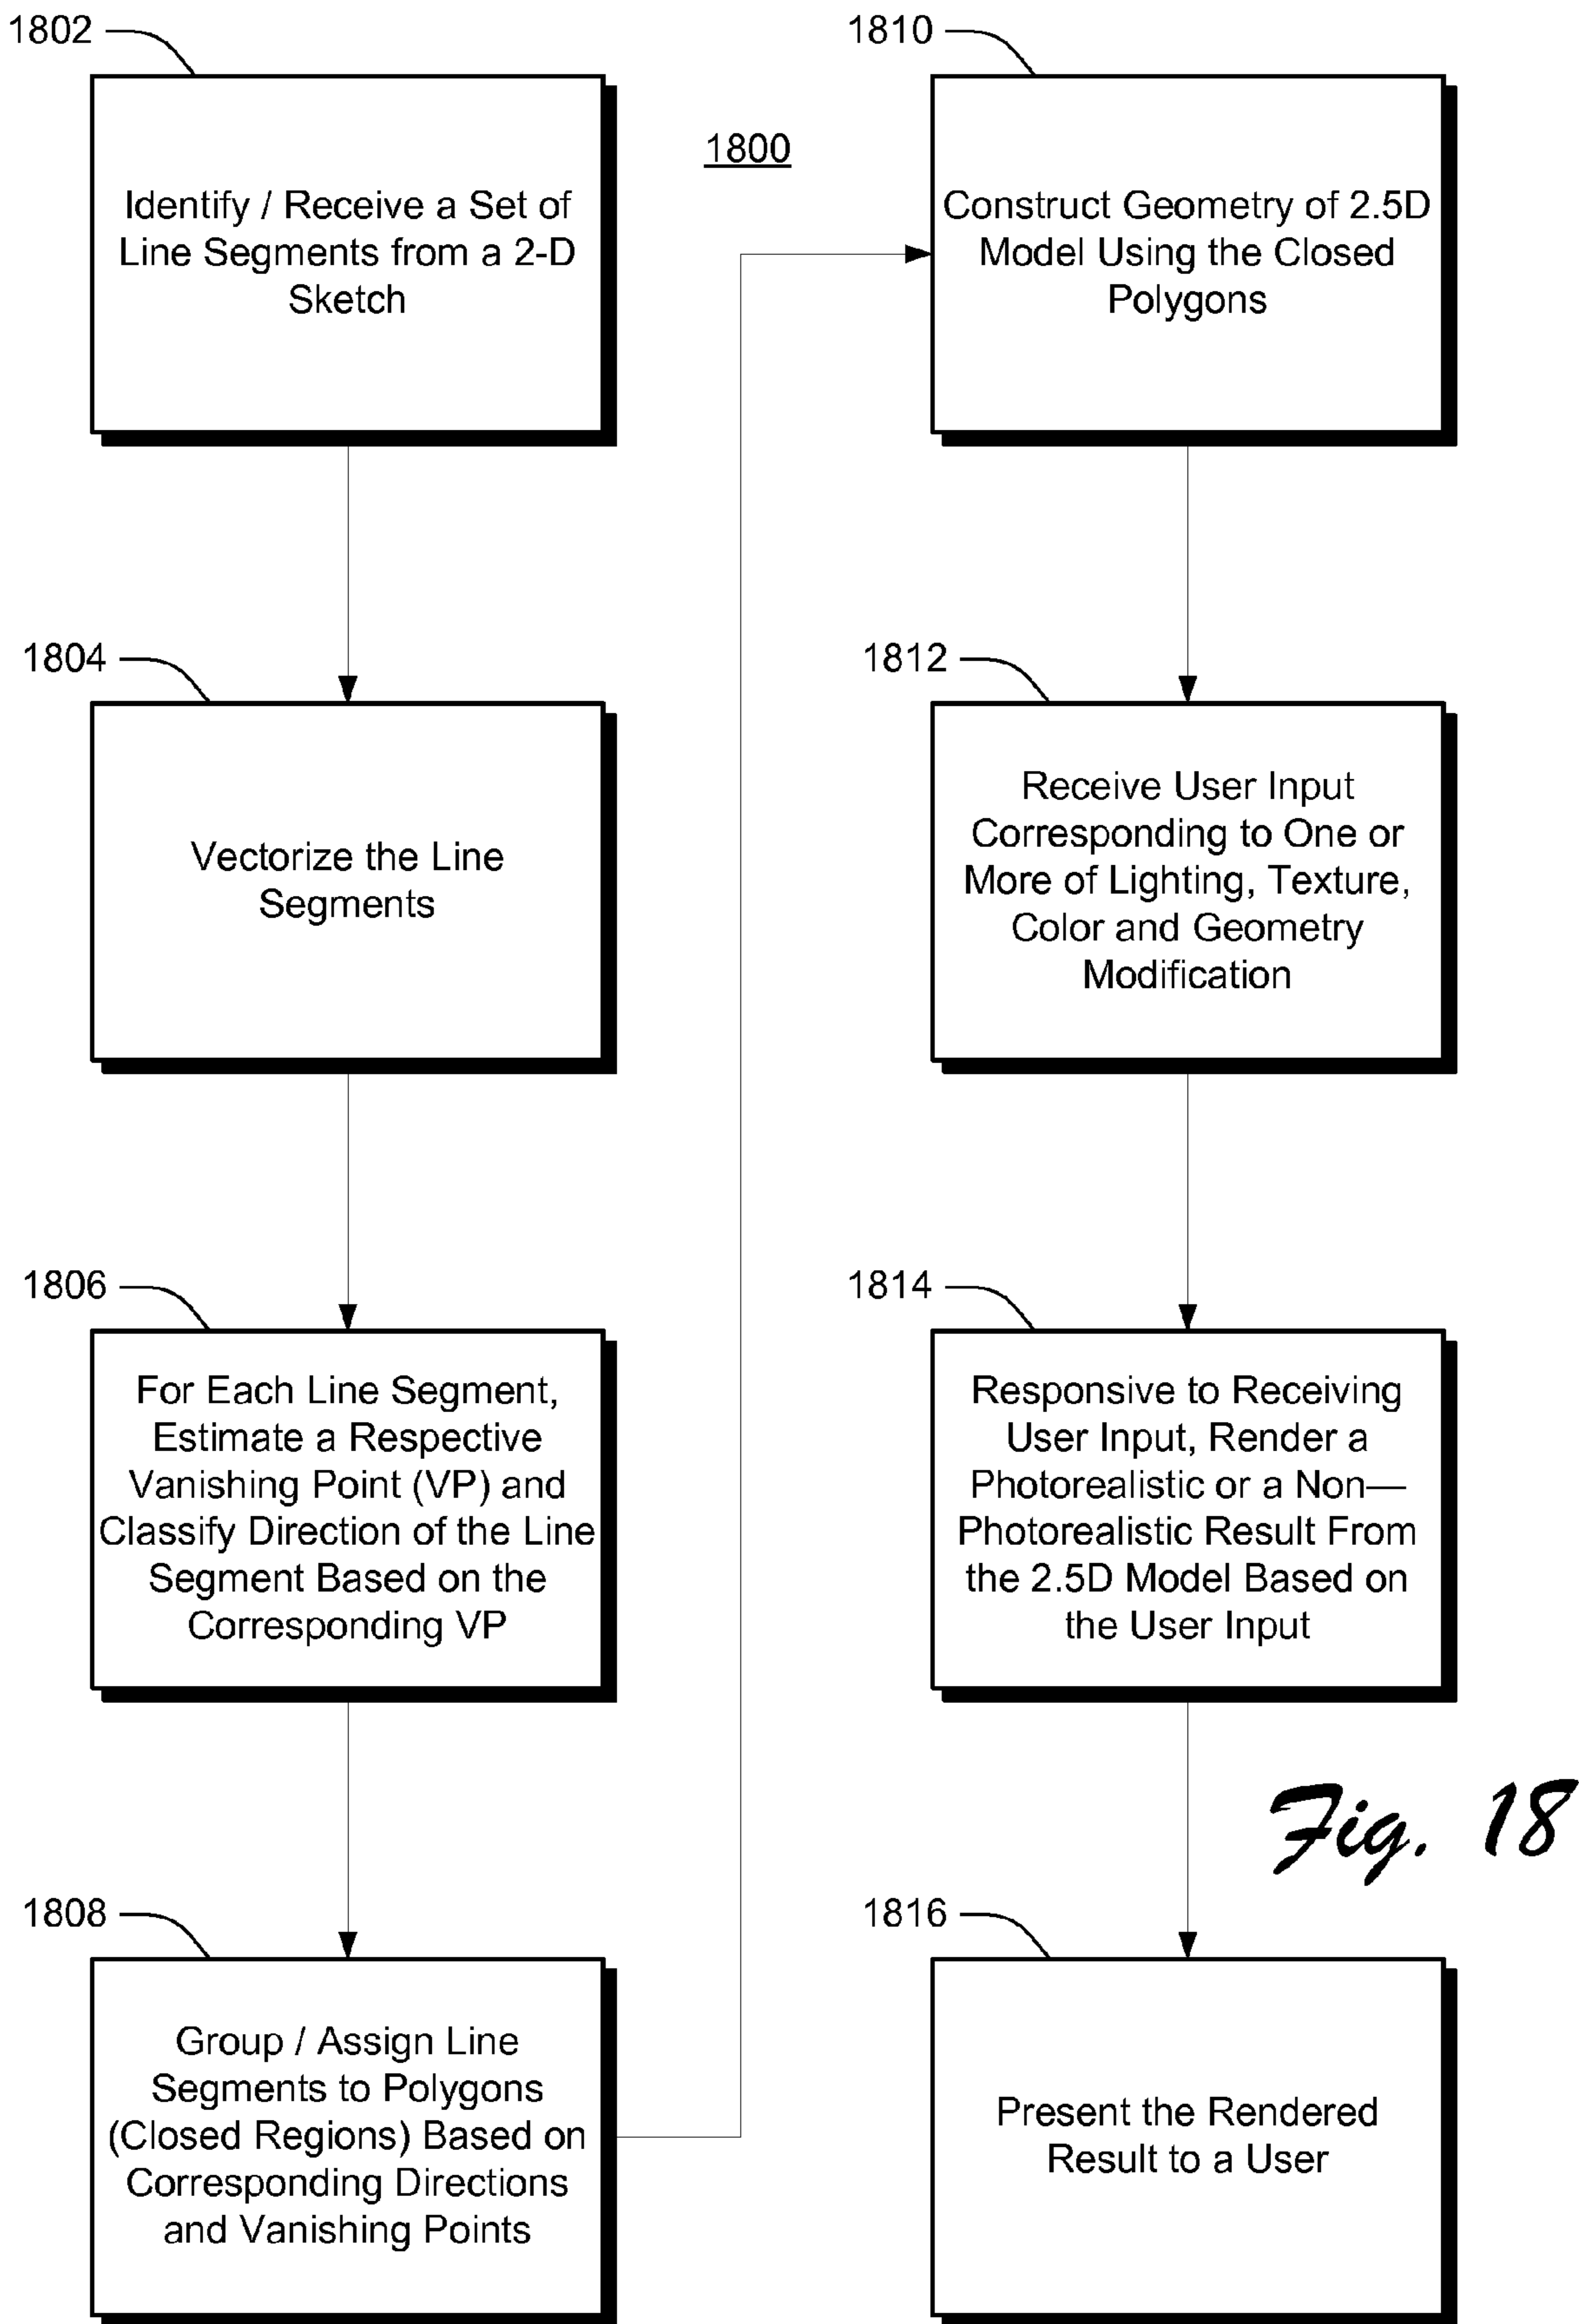 1802
Identify / Receive a Set of
Line Segments from a 2-D
Sketch
1804
Vectorize the Line
Segments
1806
For Each Line Segment,
Estimate a Respective
Vanishing Point (VP) and
Classify Direction of the Line
Segment Based on the
Corresponding VP
1808
Group / Assign Line
Segments to Polygons
(Closed Regions) Based on
Corresponding Directions
and Vanishing Points
1800
1810
Construct Geometry of 2.5D
Model Using the Closed
Polygons
1812
Receive User Input
Corresponding to One or
More of Lighting, Texture,
Color and Geometry
Modification
1814
Responsive to Receiving
User Input, Render a
Photorealistic or a Non—
Photorealistic Result From
the 2.5D Model Based on
the User Input
1816
Present the Rendered
Result to a User
Fig. 18